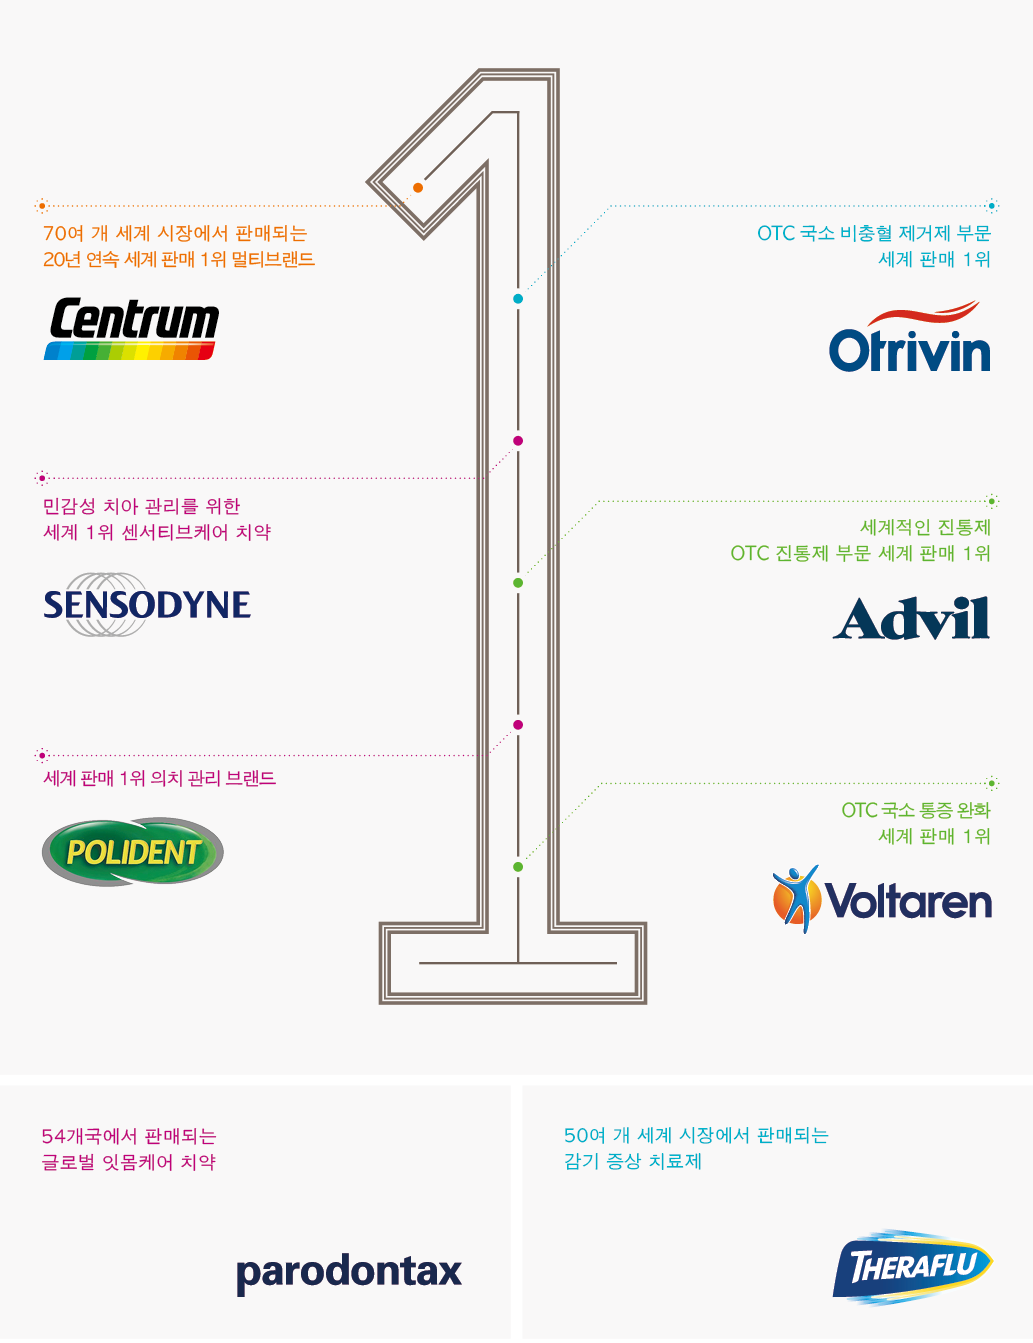 70여 개 세계 시장에서 판매되는
20년 연속 세계 판매 1위 멀티브랜드
Centrum
OTC 국소 비충혈 제거제 부문
세계 판매 1위
Otrivin
민감성 치아 관리를 위한
세계 1위 센서티브케어 치약
SENSODYNE
세계적인 진통제
OTC 진통제 부문 세계 판매 1위
Advil
세계 판매 1위 의치 관리 브랜드
POLIDENT
OTC 국소 통증 완화
세계 판매 1위
Voltaren
1
54개국에서 판매되는
글로벌 잇몸케어 치약
parodontax
50여 개 세계 시장에서 판매되는
감기 증상 치료제
THERAFLU